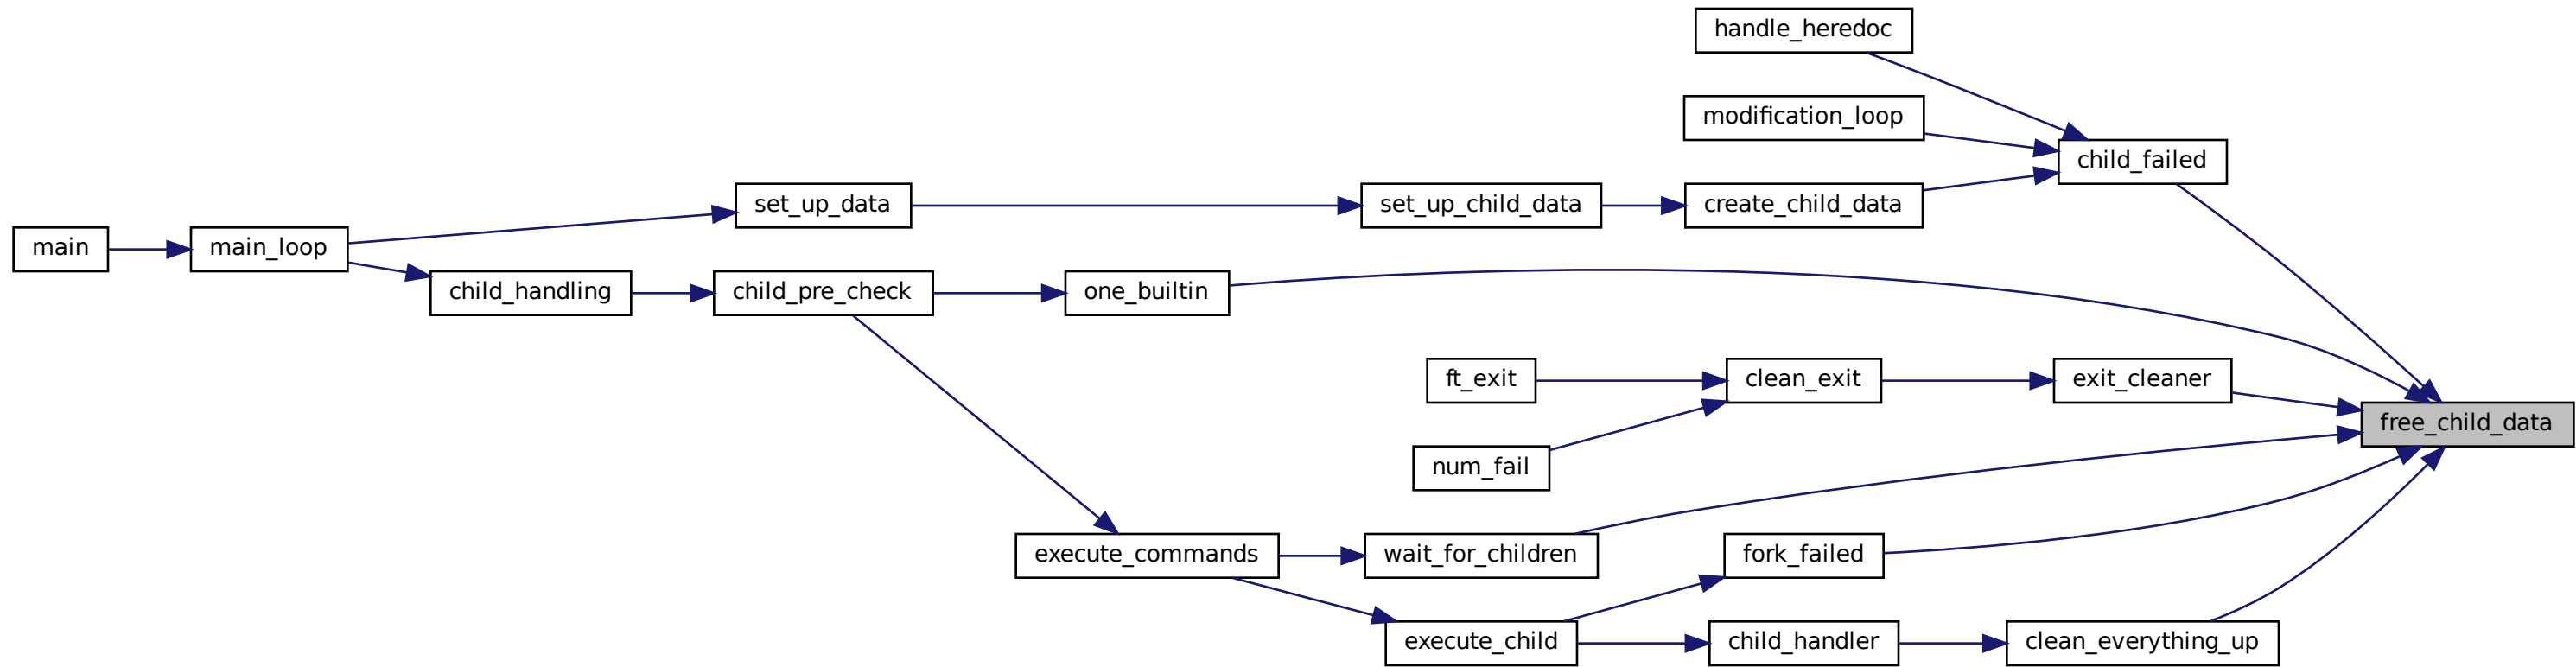 handle_heredoc
modification_loop
child_failed
set_up_data
set_up_child_data
create_child_data
main
main_loop
child_handling
child_pre_check
one_builtin
ft_exit
clean_exit
exit_cleaner
free_child_data
num_fail
execute_commands
wait_for_children
fork_failed
execute_child
child_handler
clean_everything_up